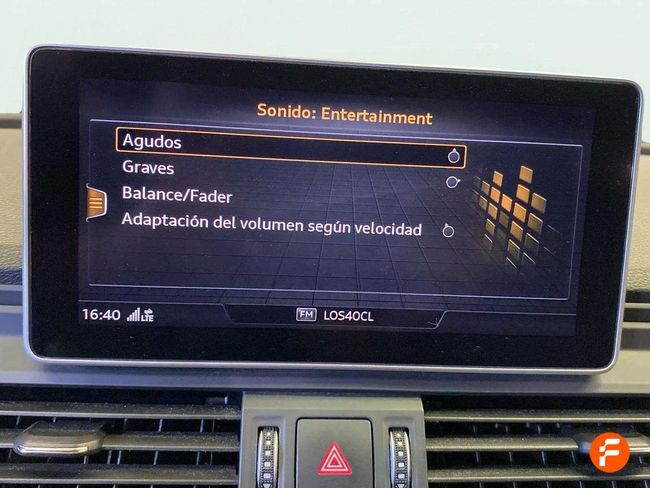 Sonido: Entertainment
Agudos
Graves
Balance/Fader
Adaptación del volumen según velocidad
16:40 LTE
FM LOS40CL